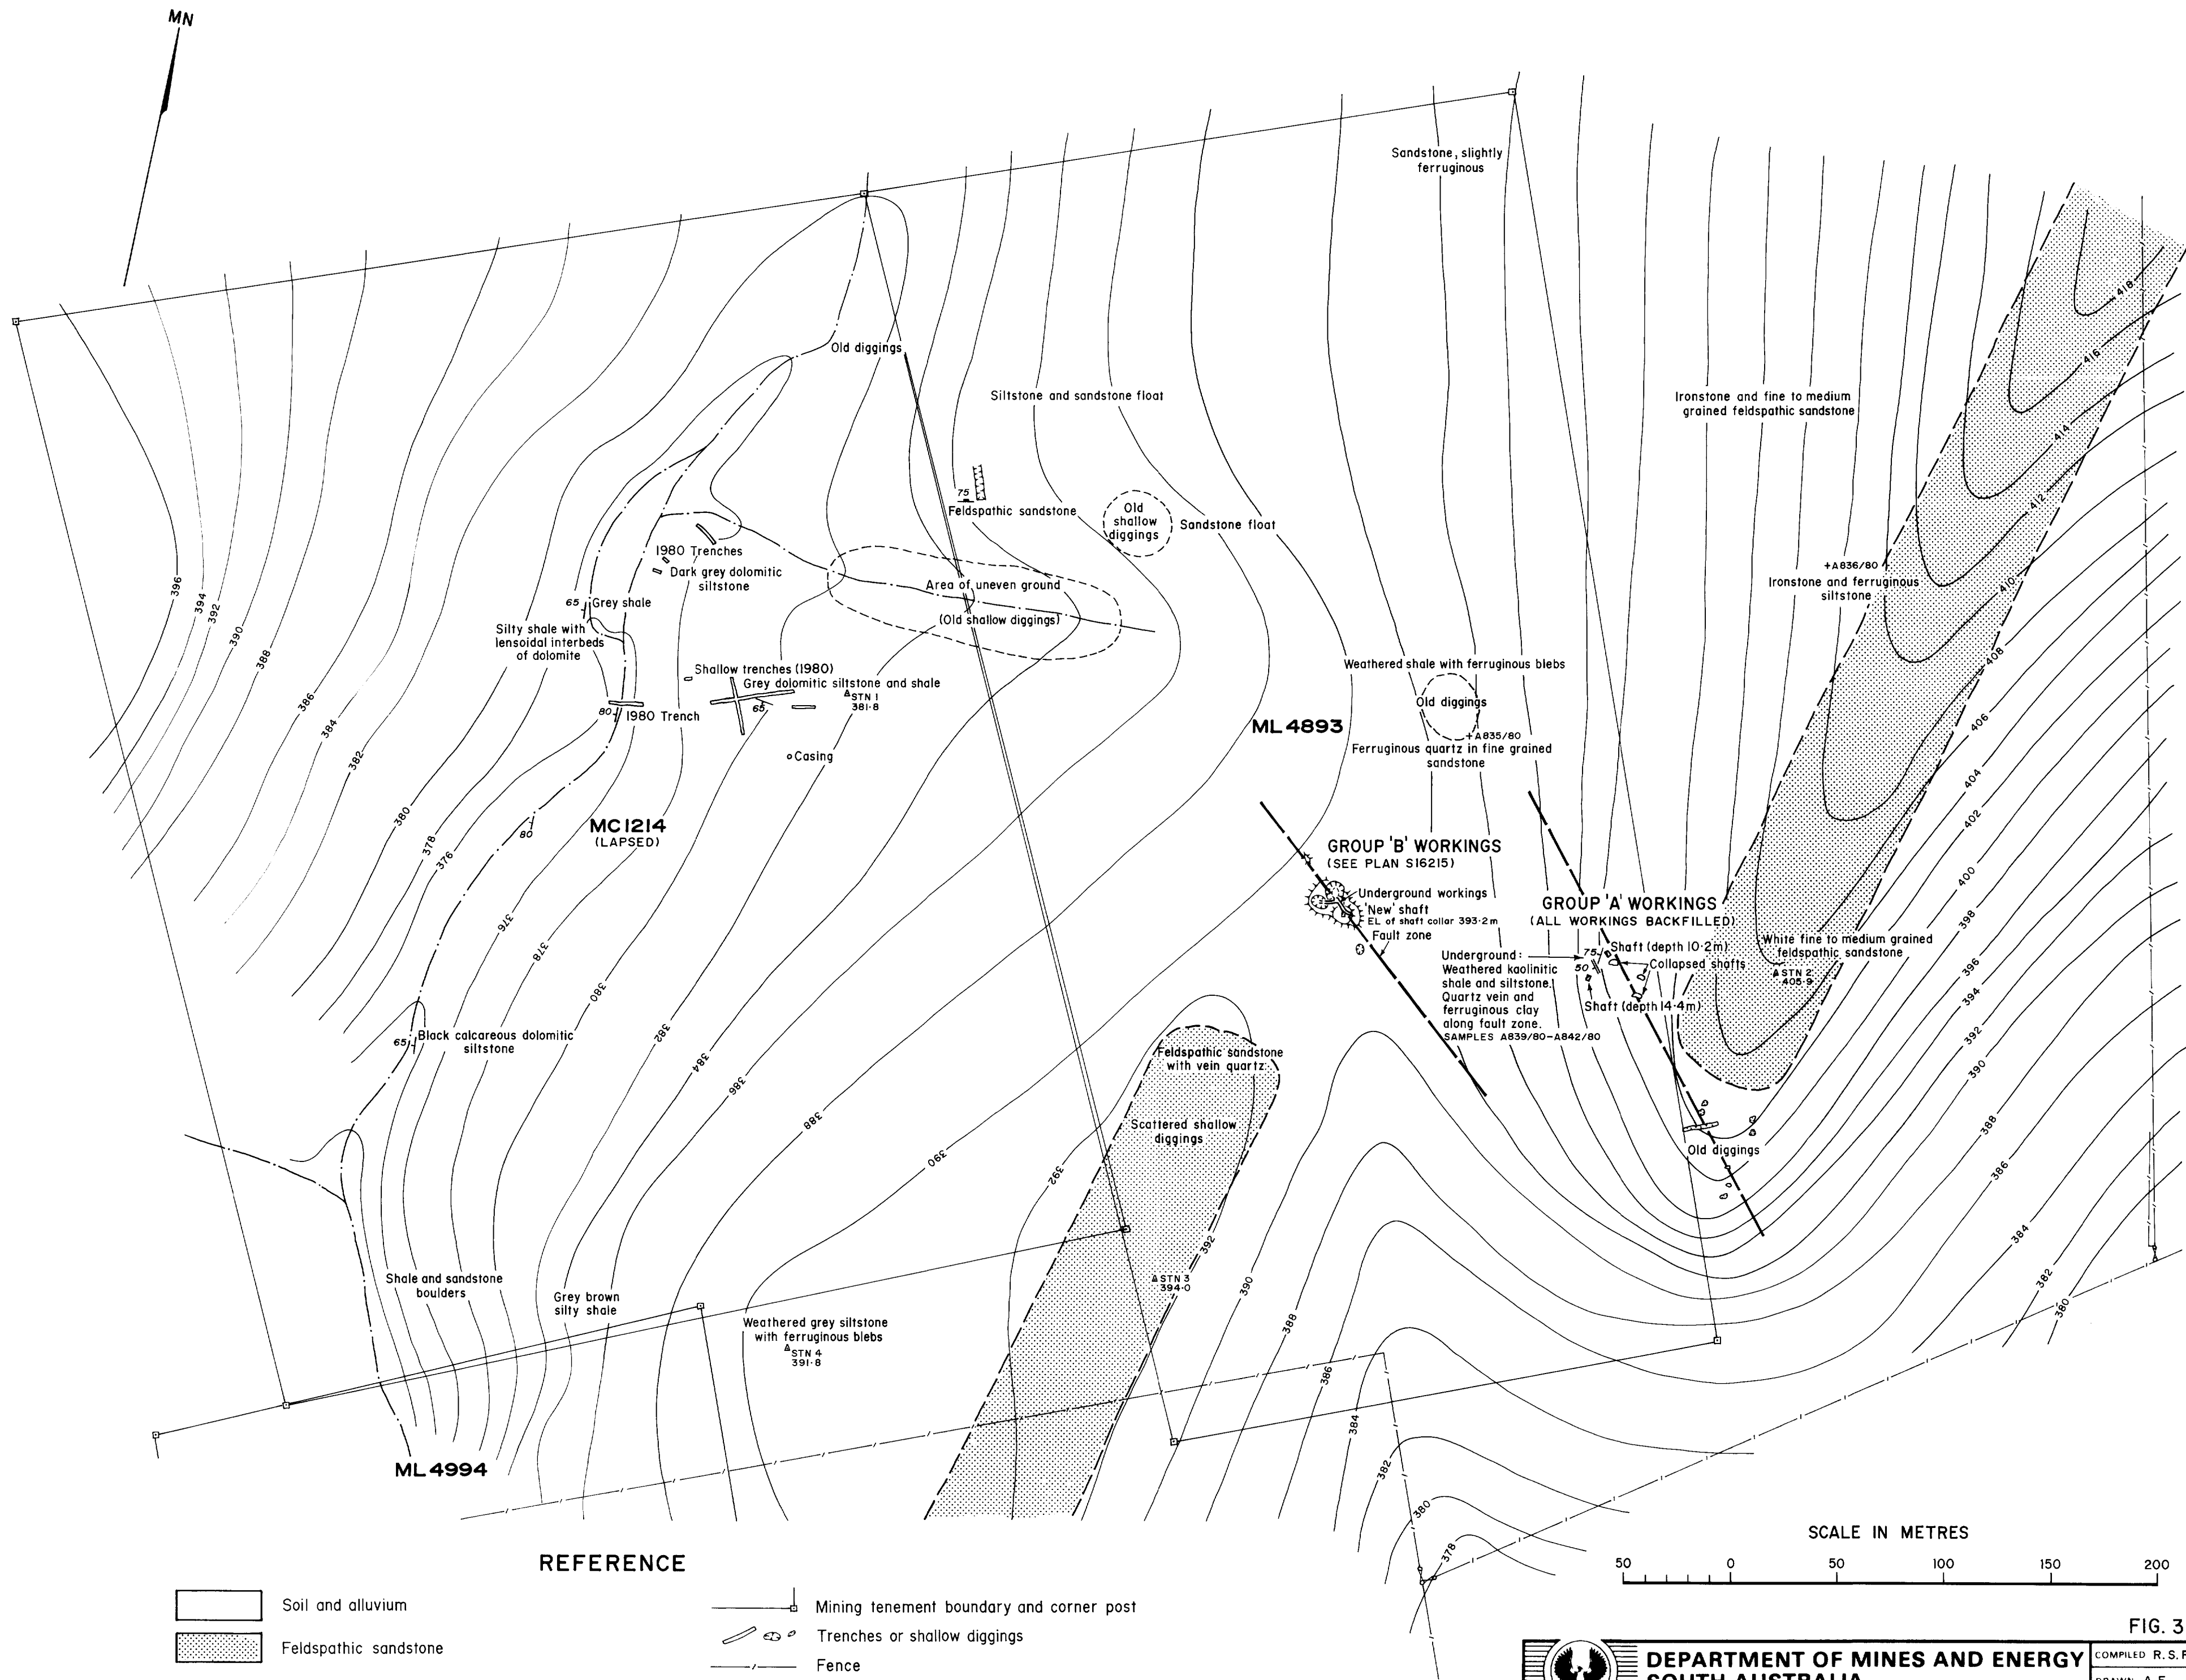 MN
Sandstone, slightly
ferruginous
Old diggings
Siltstone and sandstone float
Ironstone and fine to medium
grained feldspathic sandstone
418
416
414
412
410
408
406
404
402
400
398
396
394
392
390
388
386
384
382
380
75
Feldspathic sandstone
Old
shallow
diggings
Sandstone float
1980 Trenches
Dark grey dolomitic
siltstone
Area of uneven ground
(Old shallow diggings)
+A836/80
Ironstone and ferruginous
siltstone
396
394
392
390
388
386
384
382
380
378
376
65
Grey shale
Silty shale with
lensoidal interbeds
of dolomite
Shallow trenches (1980)
Grey dolomitic siltstone and shale
STN 1
381·8
65
80
1980 Trench
Casing
Weathered shale with ferruginous blebs
Old diggings
+A835/80
Ferruginous quartz in fine grained
sandstone
ML 4893
MC1214
(LAPSED)
80
376
378
380
382
384
386
388
390
392
GROUP 'B' WORKINGS
(SEE PLAN S16215)
Underground workings
'New' shaft
EL of shaft collar 393·2m
Fault zone
GROUP 'A' WORKINGS
(ALL WORKINGS BACKFILLED)
Shaft (depth 10·2m)
75
50
Collapsed shafts
Shaft (depth 14·4m)
Underground:
Weathered kaolinitic
shale and siltstone.
Quartz vein and
ferruginous clay
along fault zone.
SAMPLES A839/80-A842/80
White fine to medium grained
feldspathic sandstone
STN 2
405·9
65
Black calcareous dolomitic
siltstone
Feldspathic sandstone
with vein quartz
Scattered shallow
diggings
Old diggings
STN 3
394·0
392
390
388
386
384
382
380
378
Shale and sandstone
boulders
Grey brown
silty shale
Weathered grey siltstone
with ferruginous blebs
STN 4
391·8
ML 4994
SCALE IN METRES
50 0 50 100 150 200
REFERENCE
Soil and alluvium
Feldspathic sandstone
Mining tenement boundary and corner post
Trenches or shallow diggings
Fence
FIG. 3
DEPARTMENT OF MINES AND ENERGY
SOUTH AUSTRALIA
COMPILED R.S.